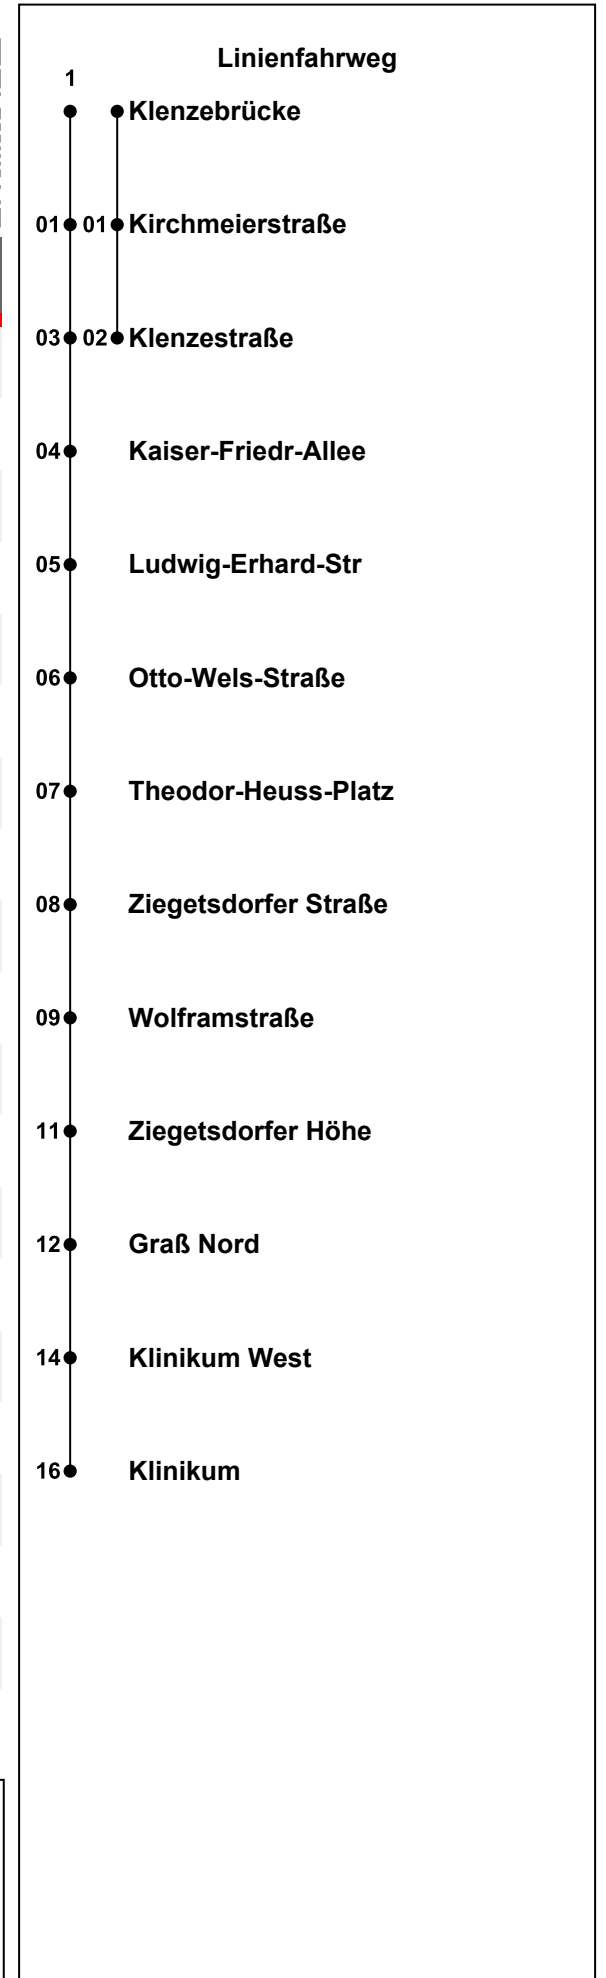 Linienfahrweg
1
Klenzebrücke
01 01 Kirchmeierstraße
03 02 Klenzestraße
04 Kaiser-Friedr-Allee
05 Ludwig-Erhard-Str
06 Otto-Wels-Straße
07 Theodor-Heuss-Platz
08 Ziegetsdorfer Straße
09 Wolframstraße
11 Ziegetsdorfer Höhe
12 Graß Nord
14 Klinikum West
16 Klinikum